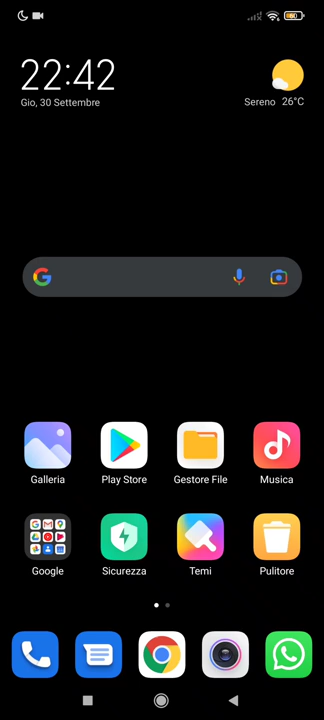 22:42
Gio, 30 Settembre
Sereno 26°C
Galleria
Play Store
Gestore File
Musica
Google
Sicurezza
Temi
Pulitore